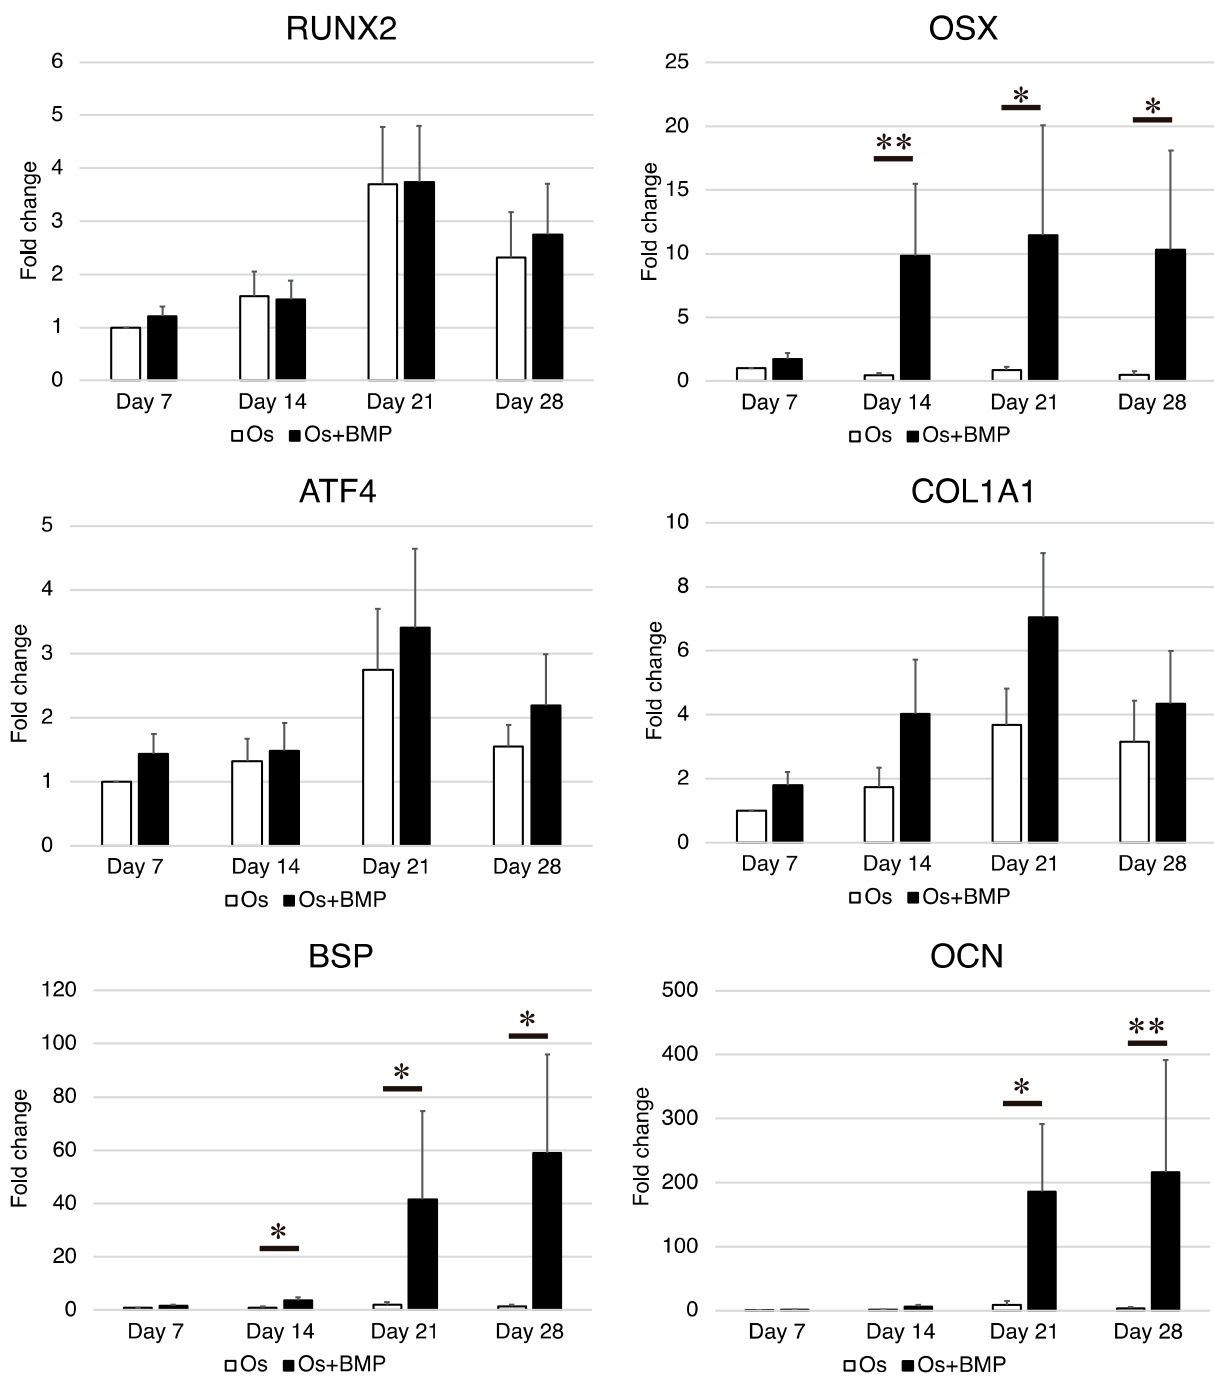 RUNX2
6
5
4
3
2
1
0
Fold change
Day 7 Day 14 Day 21 Day 28
Os Os+BMP
OSX
25
20
15
10
5
0
Fold change
** * *
Day 7 Day 14 Day 21 Day 28
Os Os+BMP
ATF4
5
4
3
2
1
0
Fold change
Day 7 Day 14 Day 21 Day 28
Os Os+BMP
COL1A1
10
8
6
4
2
0
Fold change
Day 7 Day 14 Day 21 Day 28
Os Os+BMP
BSP
120
100
80
60
40
20
0
Fold change
* * *
Day 7 Day 14 Day 21 Day 28
Os Os+BMP
OCN
500
400
300
200
100
0
Fold change
* **
Day 7 Day 14 Day 21 Day 28
Os Os+BMP